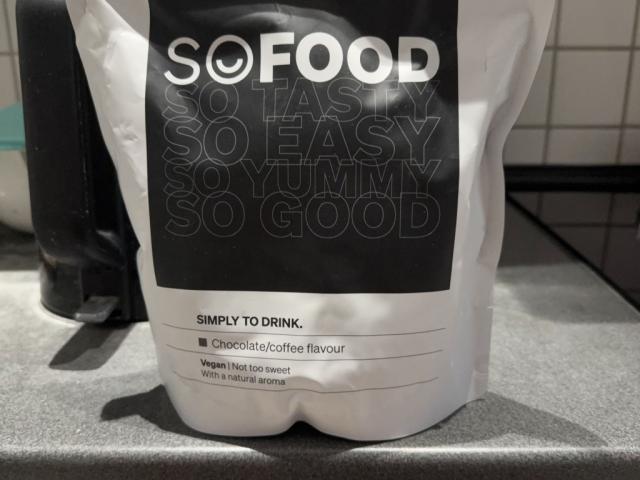 SOFOOD
SO TASTY
SO EASY
SO YUMMY
SO GOOD
SIMPLY TO DRINK.
Chocolate/coffee flavour
Vegan | Not too sweet
With a natural aroma